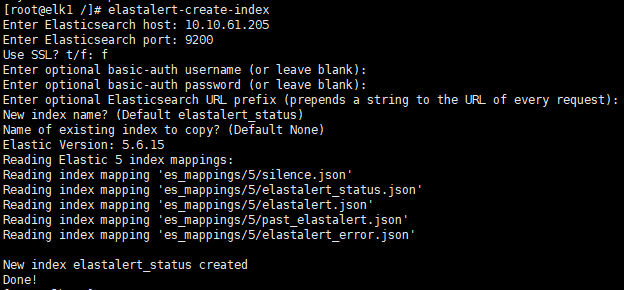 [root@elk1 /]# elastalert-create-index
Enter Elasticsearch host: 10.10.61.205
Enter Elasticsearch port: 9200
Use SSL? t/f: f
Enter optional basic-auth username (or leave blank):
Enter optional basic-auth password (or leave blank):
Enter optional Elasticsearch URL prefix (prepends a string to the URL of every request):
New index name? (Default elastalert_status)
Name of existing index to copy? (Default None)
Elastic Version: 5.6.15
Reading Elastic 5 index mappings:
Reading index mapping 'es_mappings/5/silence.json'
Reading index mapping 'es_mappings/5/elastalert_status.json'
Reading index mapping 'es_mappings/5/elastalert.json'
Reading index mapping 'es_mappings/5/past_elastalert.json'
Reading index mapping 'es_mappings/5/elastalert_error.json'
New index elastalert_status created
Done!